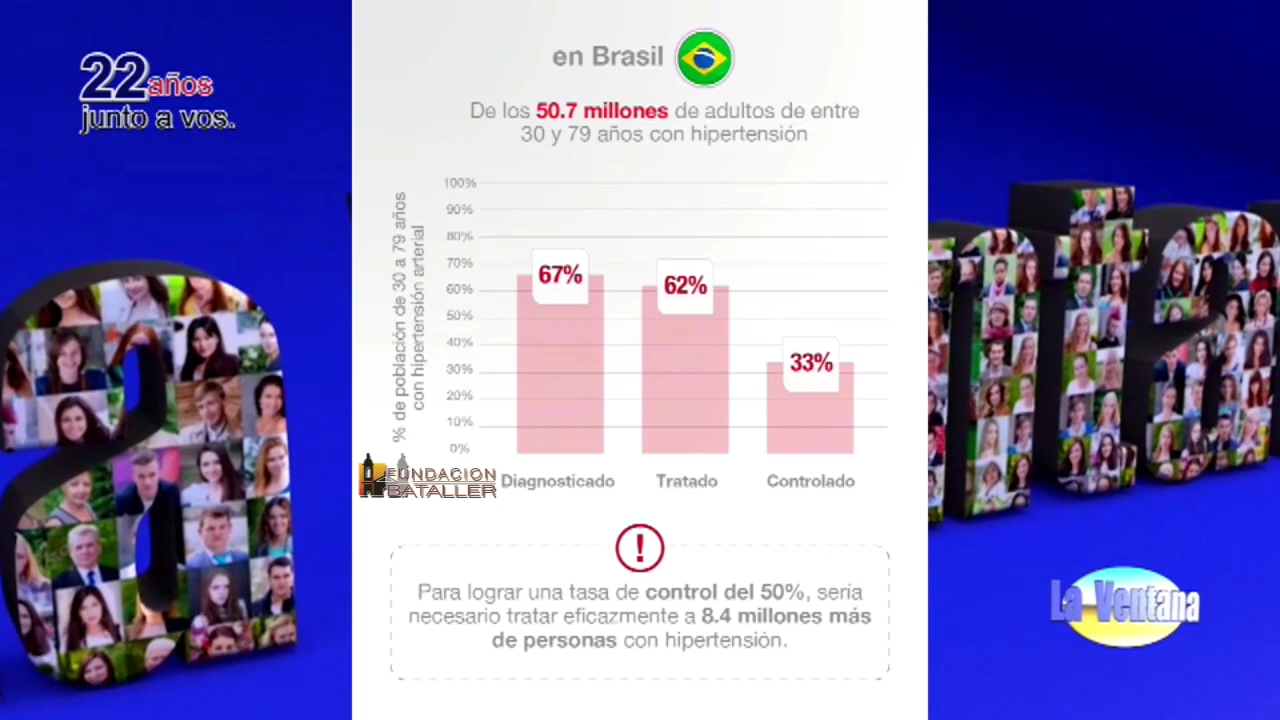 22 años
junto a vos.
en Brasil
De los 50.7 millones de adultos de entre
30 y 79 años con hipertensión
% de población de 30 a 79 años
con hipertensión arterial
100%
90%
80%
70%
60%
50%
40%
30%
20%
10%
0%
67%
62%
33%
Diagnosticado
Tratado
Controlado
FUNDACION
BATALLER
!
Para lograr una tasa de control del 50%, sería
necesario tratar eficazmente a 8.4 millones más
de personas con hipertensión.
La Ventana